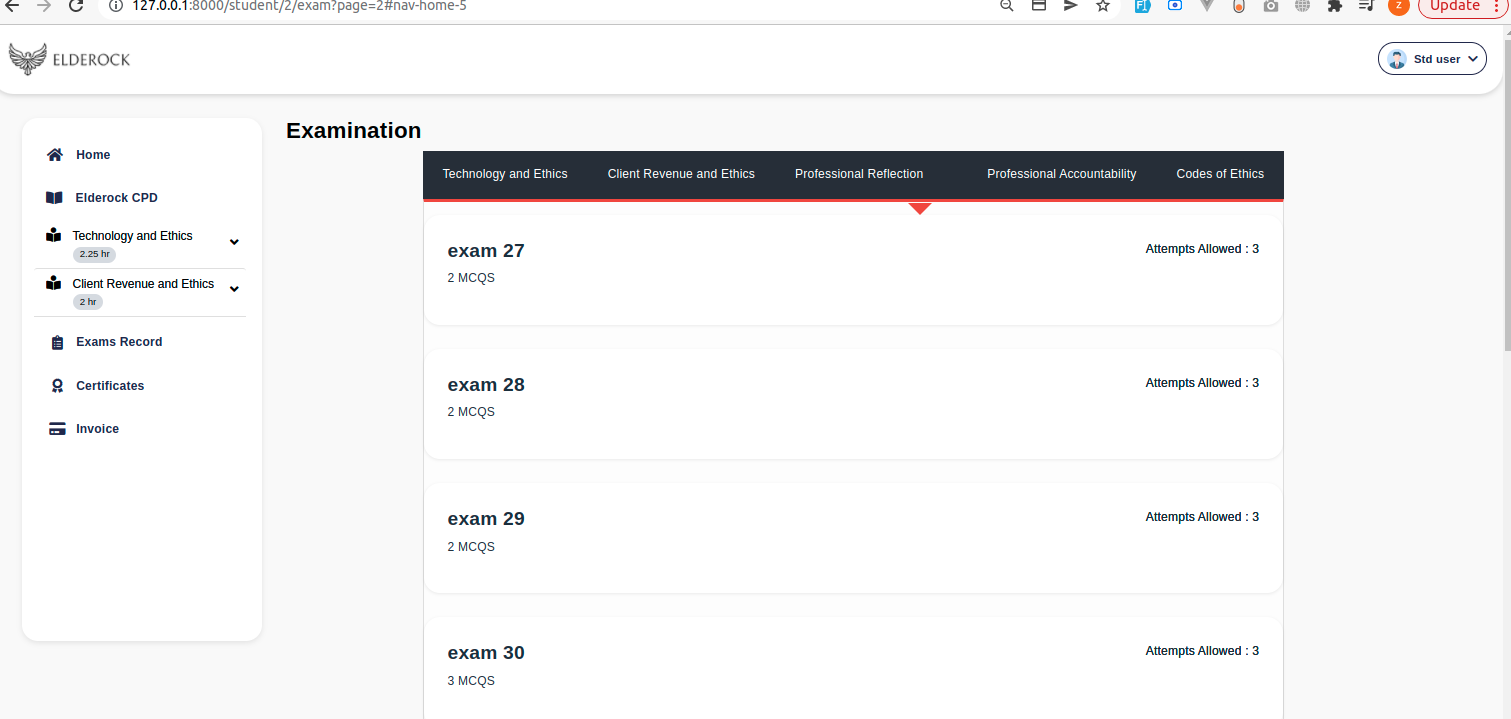 127.0.0.1:8000/student/2/exam?page=2#nav-home-5
Z
Update
ELDEROCK
Std user
Home
Elderock CPD
Technology and Ethics
2.25 hr
Client Revenue and Ethics
2 hr
Exams Record
Certificates
Invoice
Examination
Technology and Ethics Client Revenue and Ethics Professional Reflection Professional Accountability Codes of Ethics
exam 27 Attempts Allowed : 3
2 MCQS
exam 28 Attempts Allowed : 3
2 MCQS
exam 29 Attempts Allowed : 3
2 MCQS
exam 30 Attempts Allowed : 3
3 MCQS